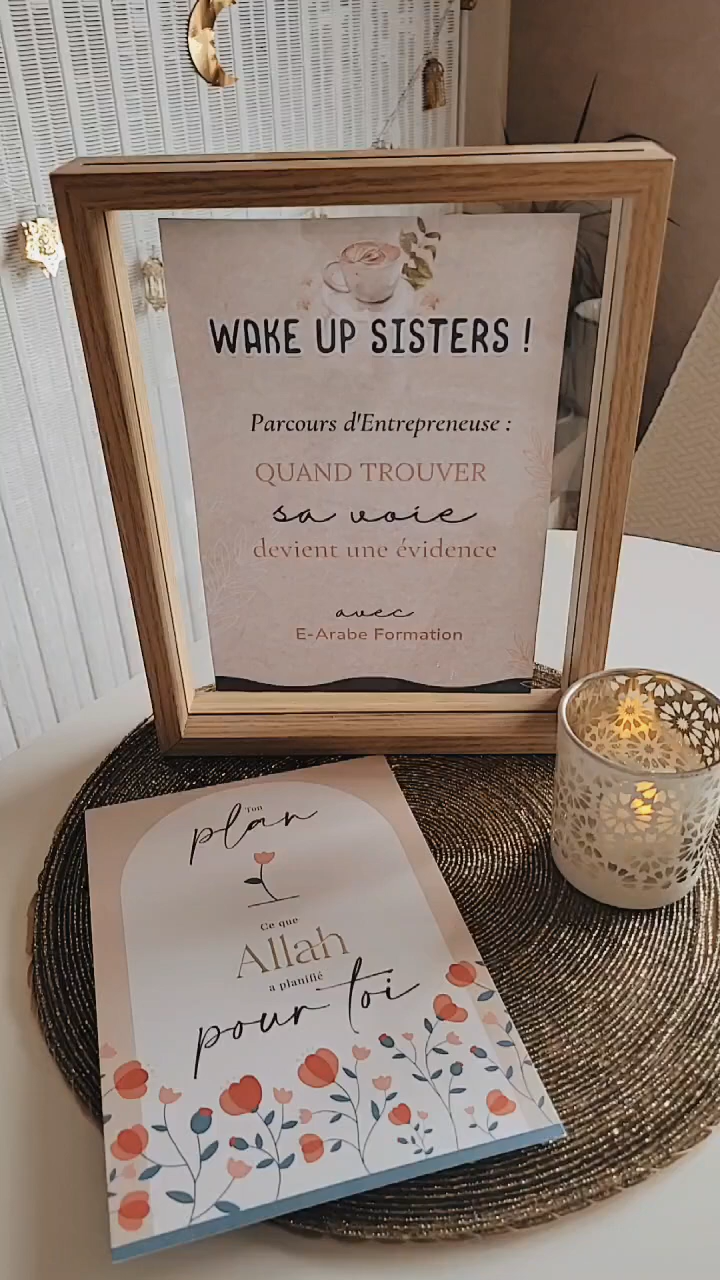 WAKE UP SISTERS !
Parcours d'Entrepreneuse :
QUAND TROUVER
sa voie
devient une évidence
avec
E-Arabe Formation
Ton
plan
Ce que
Allah
a planifié
pour toi